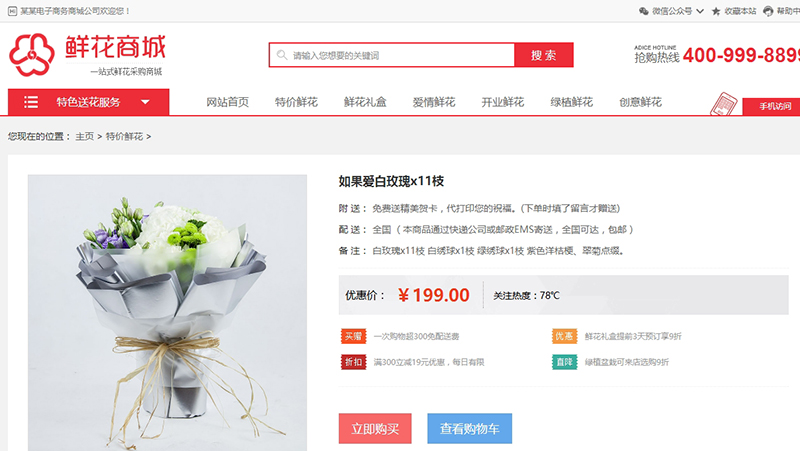 某某电子商务商城公司欢迎您！
微信公众号 收藏本站 帮助中
鲜花商城
一站式鲜花采购商城
请输入您想要的关键词
搜 索
ADICE HOTLINE
抢购热线 400-999-8899
特色送花服务 网站首页 特价鲜花 鲜花礼盒 爱情鲜花 开业鲜花 绿植鲜花 创意鲜花 手机访问
您现在的位置： 主页 > 特价鲜花 >
如果爱白玫瑰x11枝
附 送： 免费送精美贺卡，代打印您的祝福。(下单时填了留言才赠送)
配 送： 全国（ 本商品通过快递公司或邮政EMS寄送，全国可达，包邮 ）
备 注： 白玫瑰x11枝 白绣球x1枝 绿绣球x1枝 紫色洋桔梗、翠菊点缀。
优惠价： ￥199.00 关注热度：78℃
买赠 一次购物超300免配送费 优惠 鲜花礼盒提前3天预订享9折
折扣 满300立减19元优惠，每日有限 直降 绿植盆栽可来店选购9折
立即购买 查看购物车